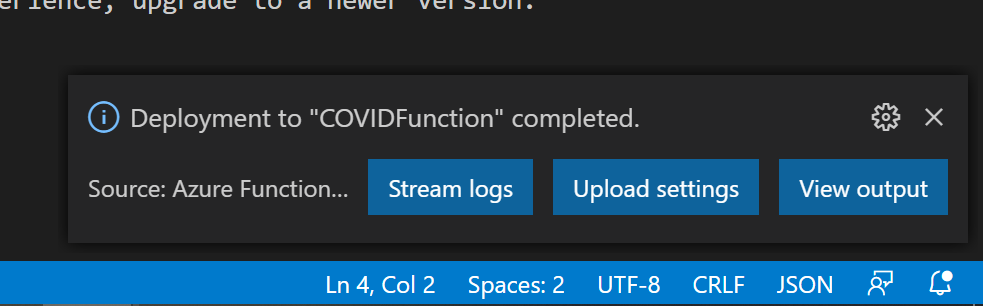 erience, upgrade to a newer version.
Deployment to "COVIDFunction" completed.
Source: Azure Function... Stream logs Upload settings View output
Ln 4, Col 2 Spaces: 2 UTF-8 CRLF JSON